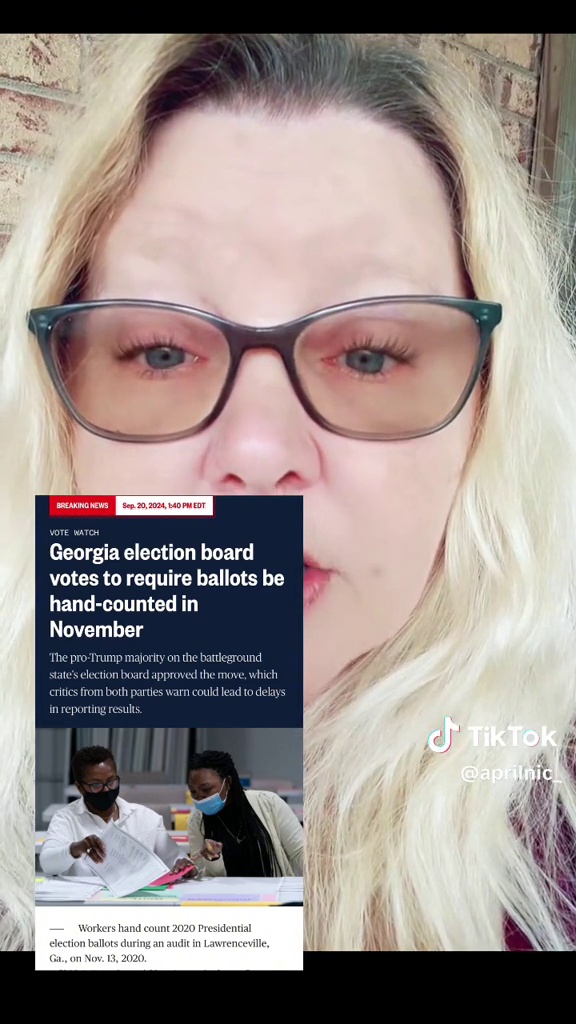 BREAKING NEWS Sep. 20, 2024, 1:40 PM EDT
VOTE WATCH
Georgia election board
votes to require ballots be
hand-counted in
November
The pro-Trump majority on the battleground
state's election board approved the move, which
critics from both parties warn could lead to delays
in reporting results.
TikTok
@aprilnic_
— Workers hand count 2020 Presidential
election ballots during an audit in Lawrenceville,
Ga., on Nov. 13, 2020.